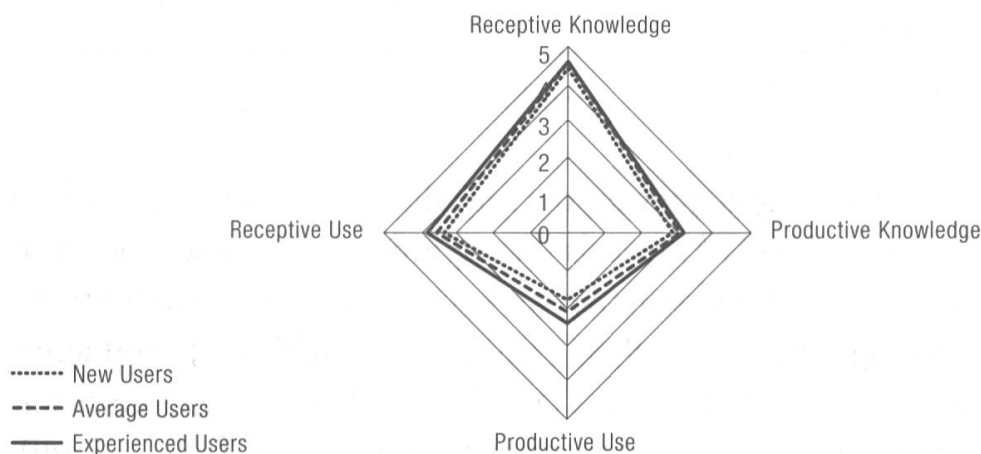 Receptive Knowledge
5
3
2
1
0
Receptive Use
Productive Knowledge
New Users
Average Users
Experienced Users
Productive Use